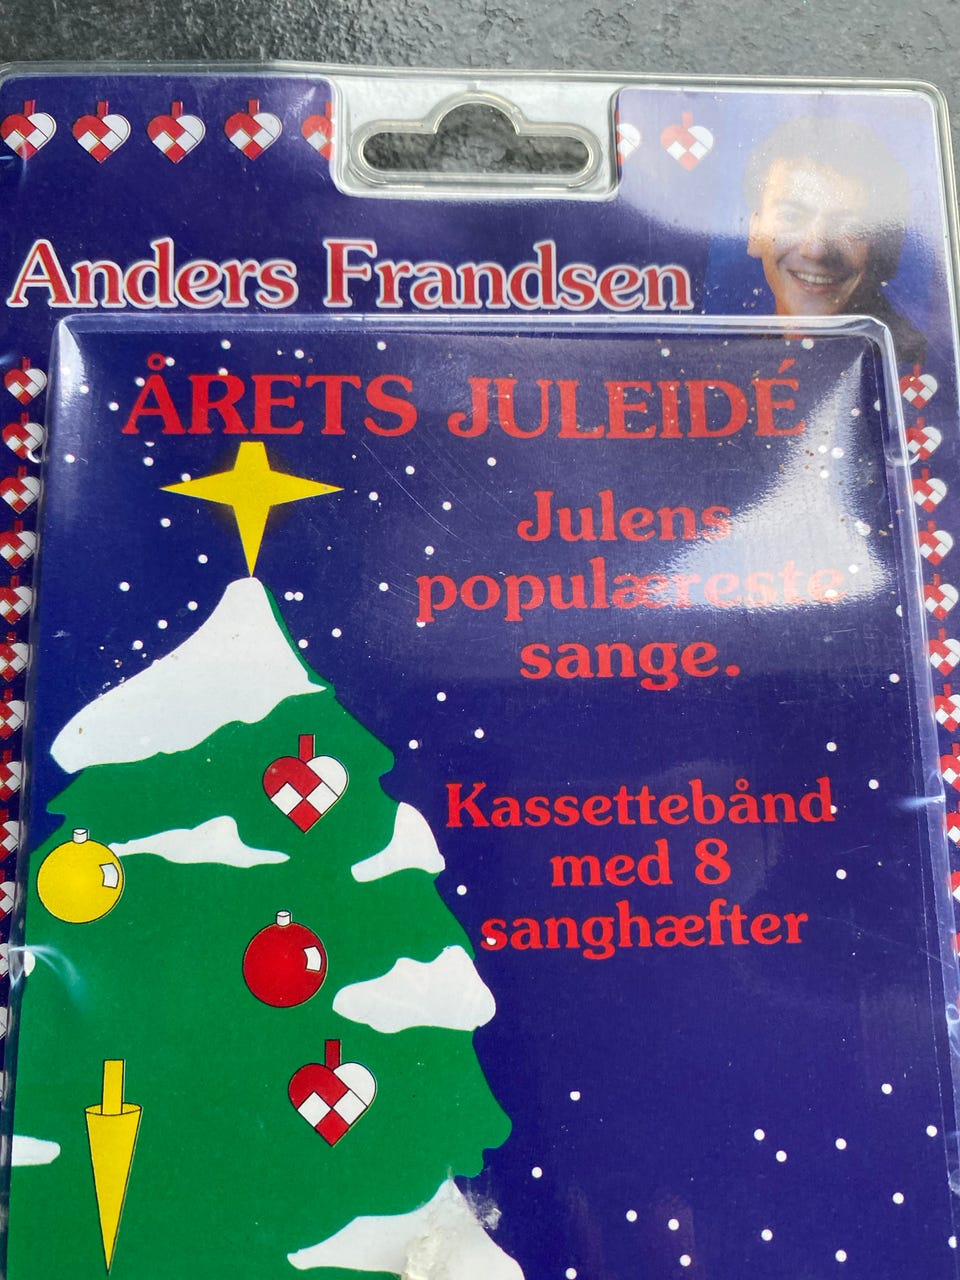 Anders Frandsen
ÅRETS JULEIDÉ
Julens
populæreste
sange.
Kassettebånd
med 8
sanghæfter